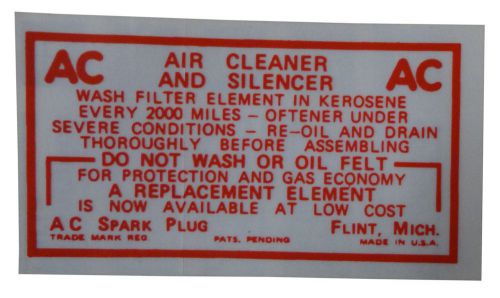 AC AIR CLEANER AC
AND SILENCER
WASH FILTER ELEMENT IN KEROSENE
EVERY 2000 MILES – OFTENER UNDER
SEVERE CONDITIONS – RE-OIL AND DRAIN
THOROUGHLY BEFORE ASSEMBLING
DO NOT WASH OR OIL FELT
FOR PROTECTION AND GAS ECONOMY
A REPLACEMENT ELEMENT
IS NOW AVAILABLE AT LOW COST
AC SPARK PLUG FLINT, MICH.
TRADE MARK REG PATS. PENDING MADE IN U.S.A.